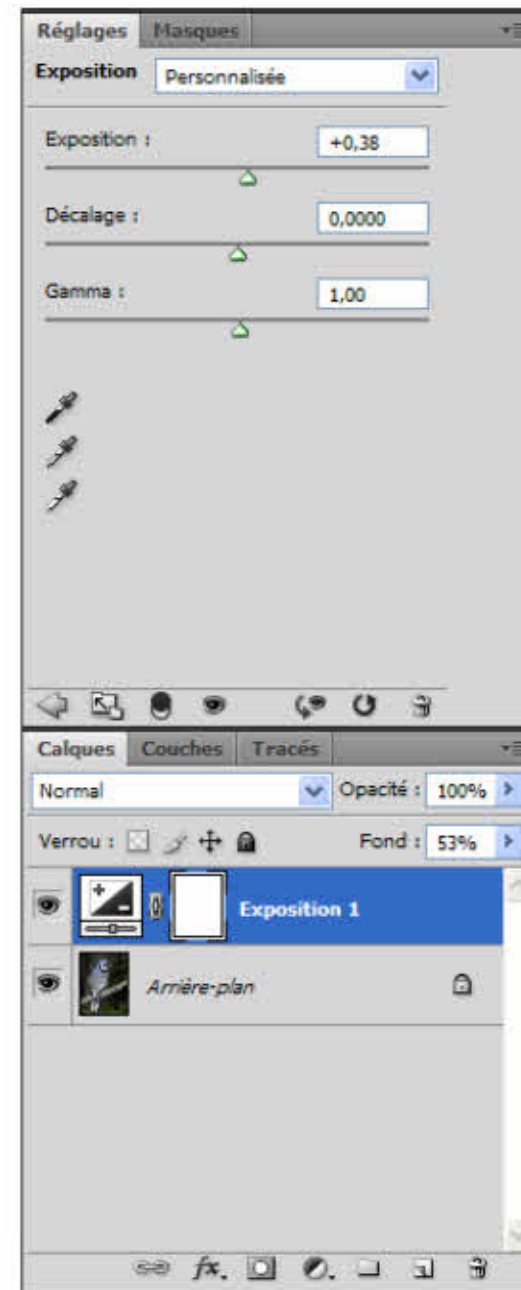 Réglages Masques
Exposition Personnalisée
Exposition : +0,38
Décalage : 0,0000
Gamma : 1,00
Calques Couches Tracés
Normal Opacité : 100%
Verrou : Fond : 53%
Exposition 1
Arrière-plan
fx.